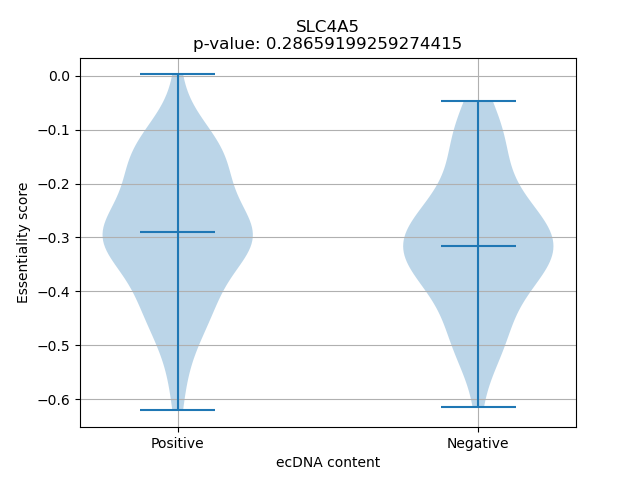 SLC4A5
p-value: 0.28659199259274415
0.0
−0.1
−0.2
−0.3
−0.4
−0.5
−0.6
Essentiality score
Positive
Negative
ecDNA content